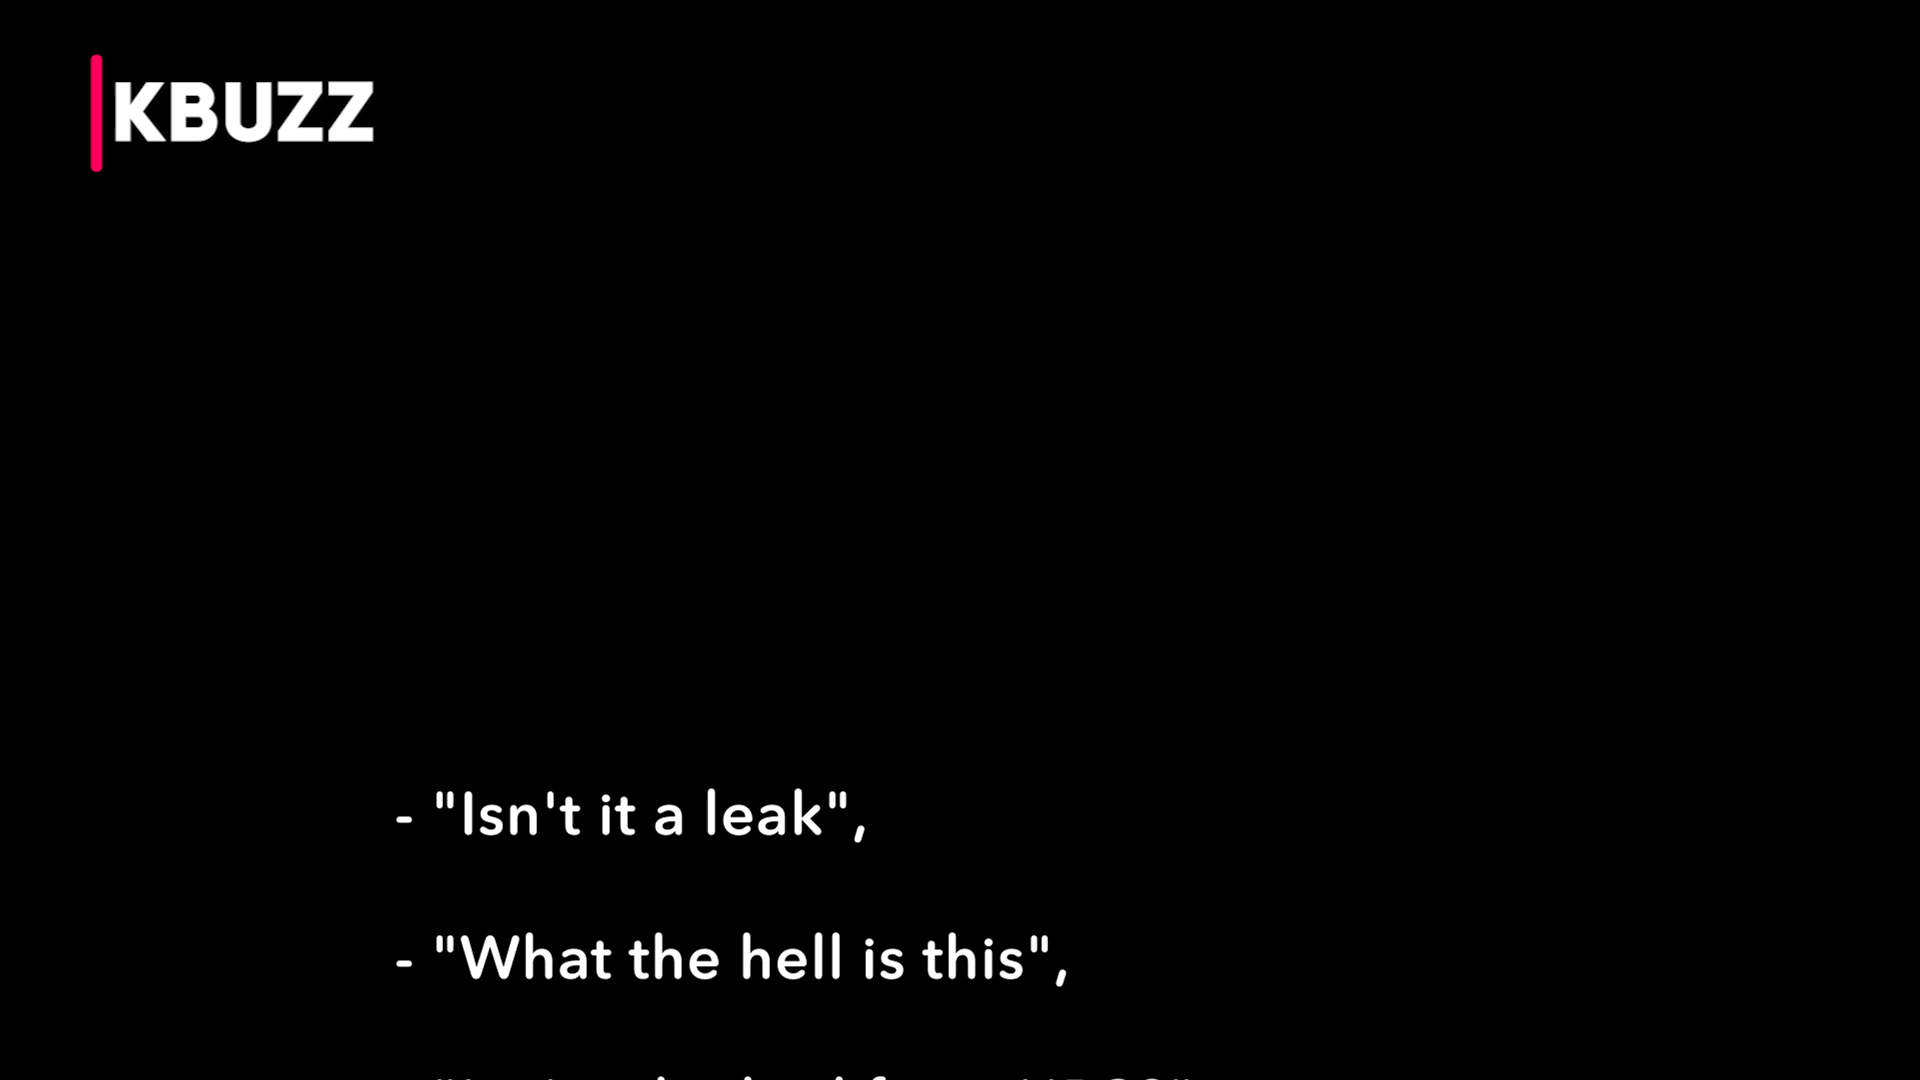 KBUZZ
- "Isn't it a leak",
- "What the hell is this",